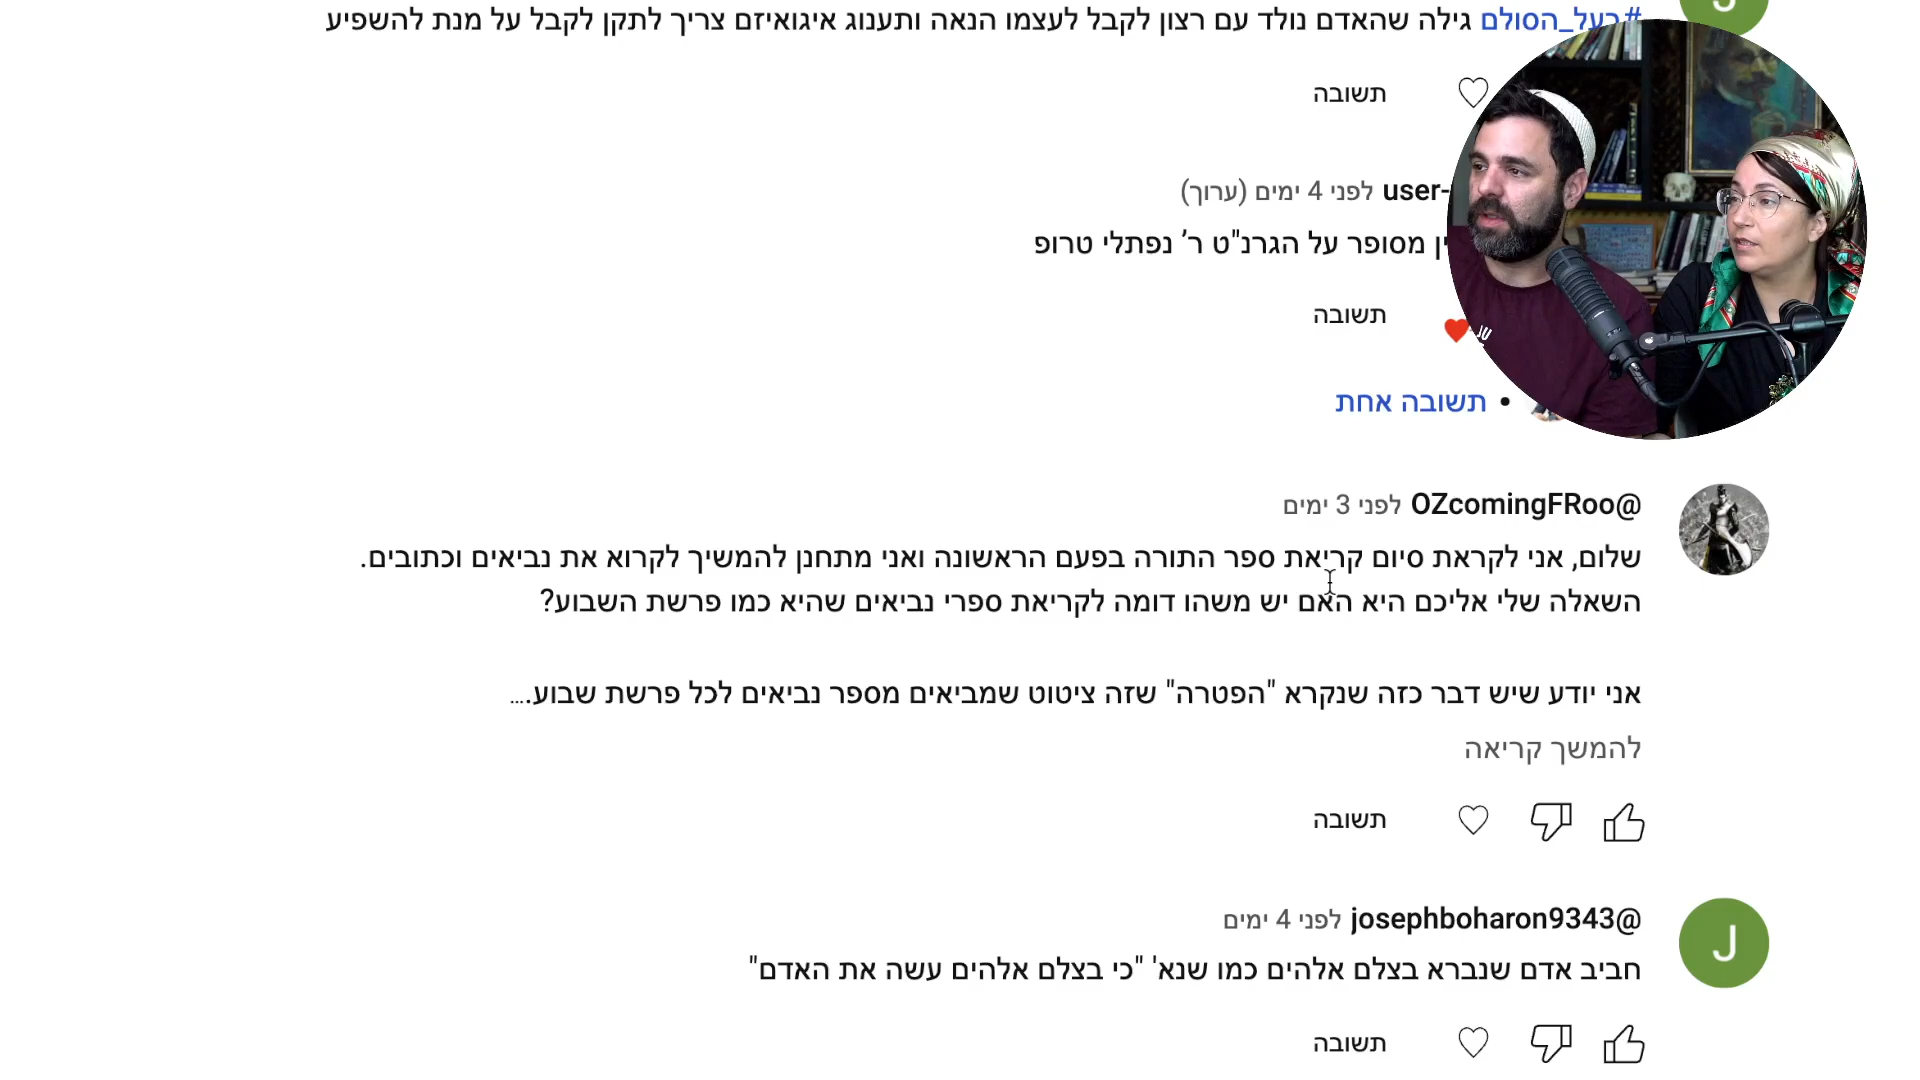 #בעל_הסולם גילה שהאדם נולד עם רצון לקבל לעצמו הנאה ותענוג איגואיזם צריך לתקן לקבל על מנת להשפיע
תשובה
user- לפני 4 ימים (ערוך)
מסופר על הגרנ"ט ר׳ נפתלי טרופ
תשובה
• תשובה אחת
@OZcomingFRoo לפני 3 ימים
שלום, אני לקראת סיום קריאת ספר התורה בפעם הראשונה ואני מתחנן להמשיך לקרוא את נביאים וכתובים.
השאלה שלי אליכם היא האם יש משהו דומה לקריאת ספרי נביאים שהיא כמו פרשת השבוע?
אני יודע שיש דבר כזה שנקרא "הפטרה" שזה ציטוט שמביאים מספר נביאים לכל פרשת שבוע....
להמשך קריאה
תשובה
@josephboharon9343 לפני 4 ימים
J
חביב אדם שנברא בצלם אלהים כמו שנא' "כי בצלם אלהים עשה את האדם"
תשובה